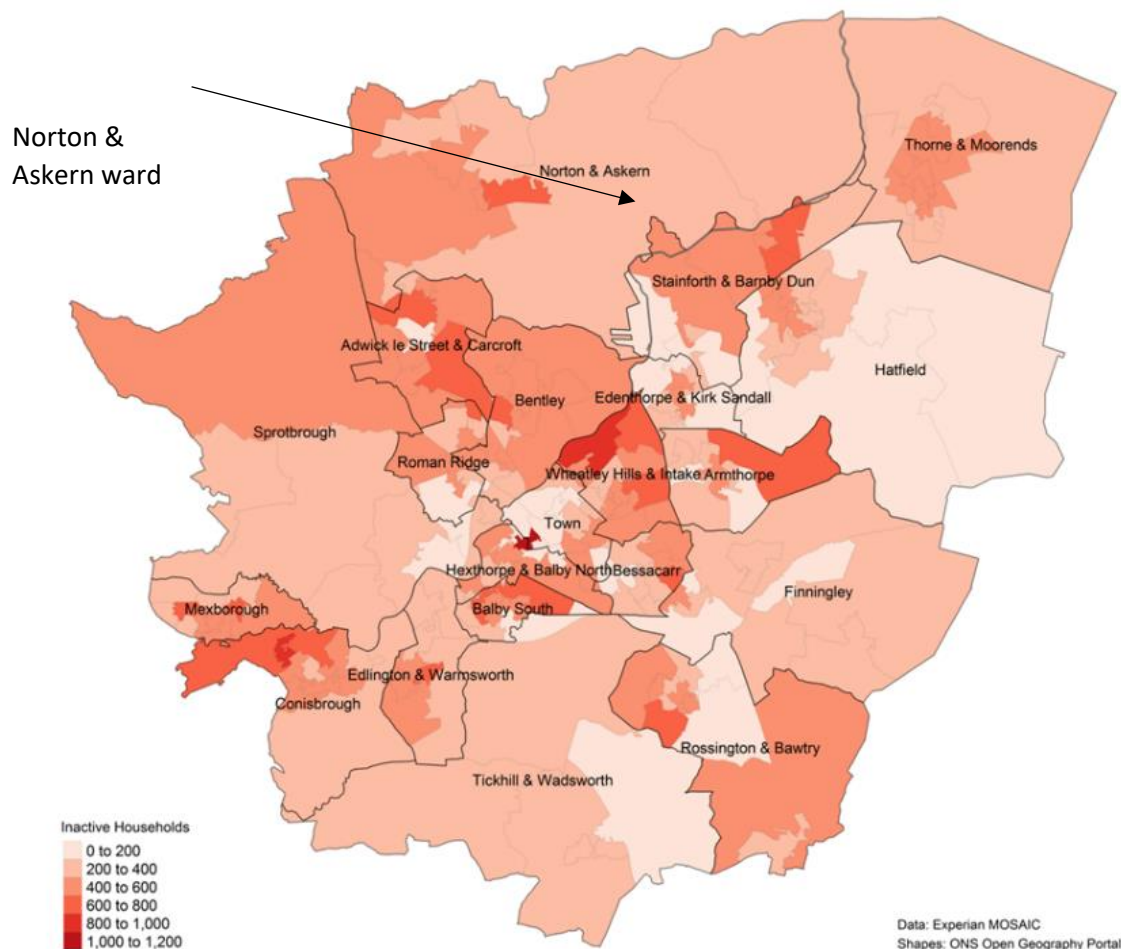 Norton &
Askern ward
Norton & Askern
Thorne & Moorends
Stainforth & Barnby Dun
Adwick le Street & Carcroft
Hatfield
Bentley
Edenthorpe & Kirk Sandall
Sprotbrough
Roman Ridge
Wheatley Hills & Intake
Armthorpe
Town
Hexthorpe & Balby North
Bessacarr
Finningley
Mexborough
Balby South
Edlington & Warmsworth
Conisbrough
Rossington & Bawtry
Tickhill & Wadsworth
Inactive Households
0 to 200
200 to 400
400 to 600
600 to 800
800 to 1,000
1,000 to 1,200
Data: Experian MOSAIC
Shapes: ONS Open Geography Portal